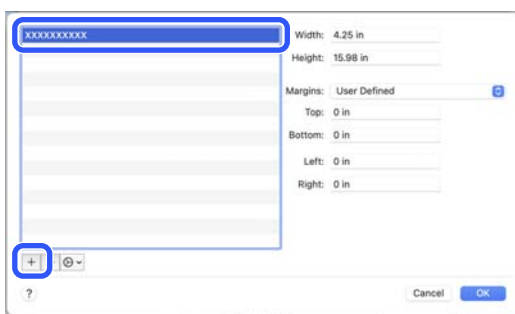 XXXXXXXXXX
Width: 4.25 in
Height: 15.98 in
Margins: User Defined
Top: 0 in
Bottom: 0 in
Left: 0 in
Right: 0 in
+
?
Cancel
OK